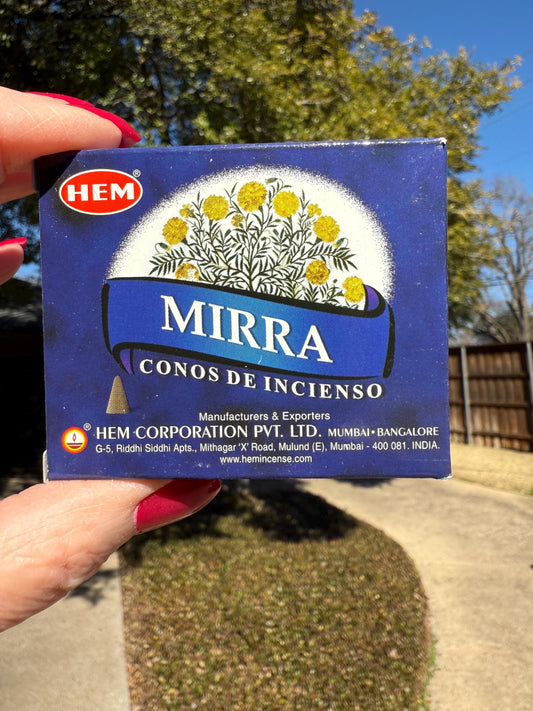 HEM®
MIRRA
CONOS DE INCIENSO
Manufacturers & Exporters
® HEM CORPORATION PVT. LTD. MUMBAI • BANGALORE
G-5, Riddhi Siddhi Apts., Mithagar 'X' Road, Mulund (E), Mumbai - 400 081. INDIA.
www.hemincense.com